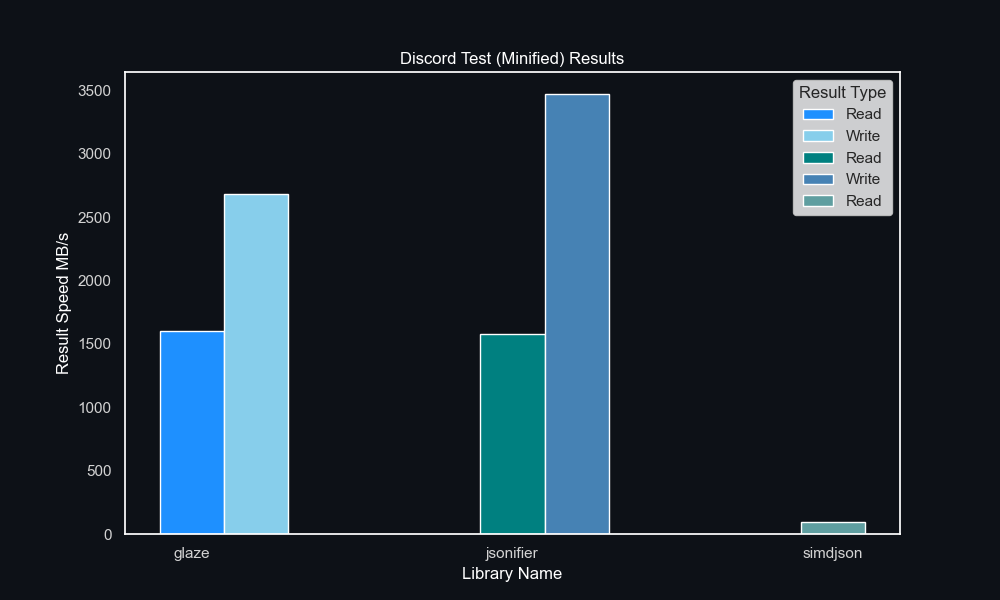 Discord Test (Minified) Results
Result Speed MB/s
3500
3000
2500
2000
1500
1000
500
0
Result Type
Read
Write
Read
Write
Read
glaze
jsonifier
simdjson
Library Name